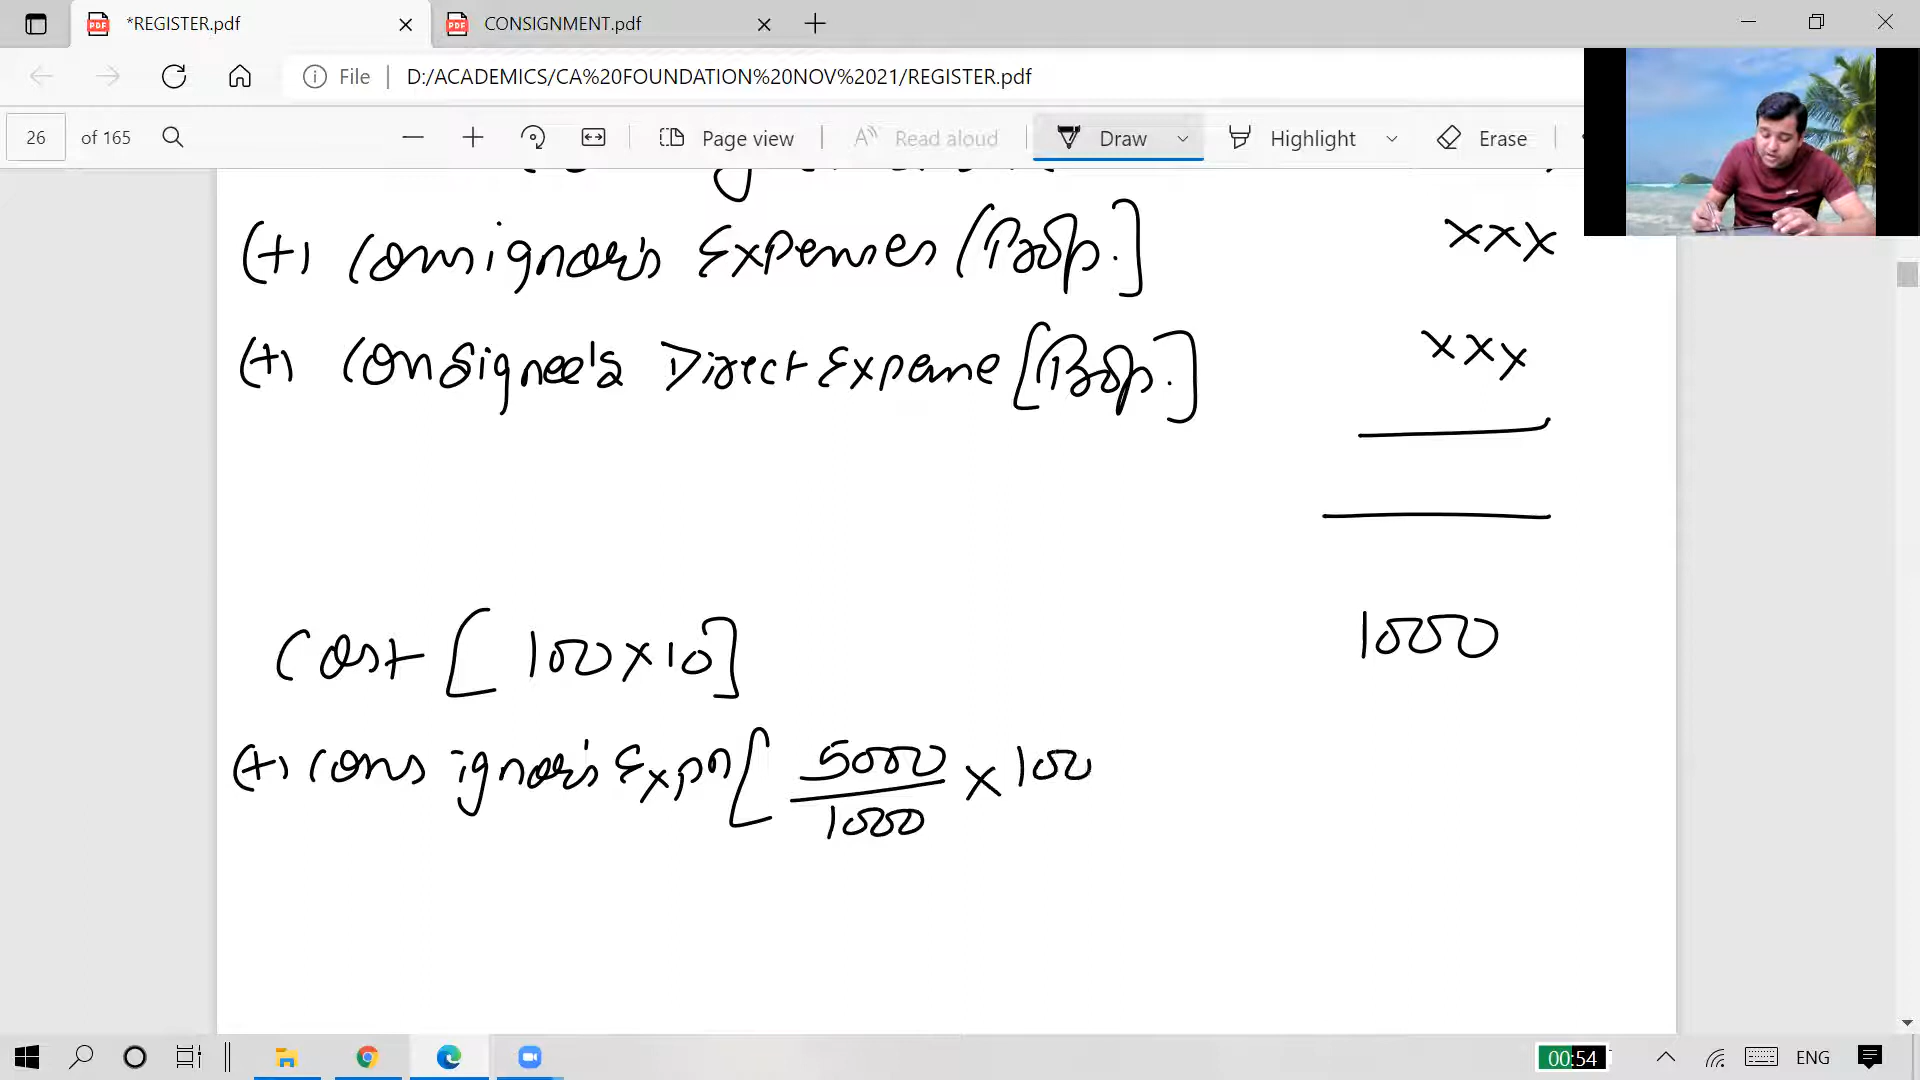 *REGISTER.pdf
CONSIGNMENT.pdf
File
D:/ACADEMICS/CA%20FOUNDATION%20NOV%2021/REGISTER.pdf
26 of 165
Page view
Read aloud
Draw
Highlight
Erase
(+) Consignor's Expenses [Prop.] xxx
(+) Consignee's Direct Expense [Prop.] xxx
Cost [100×10] 1000
(+) Consignor's Expn [5000/1000 × 100
00:54
ENG